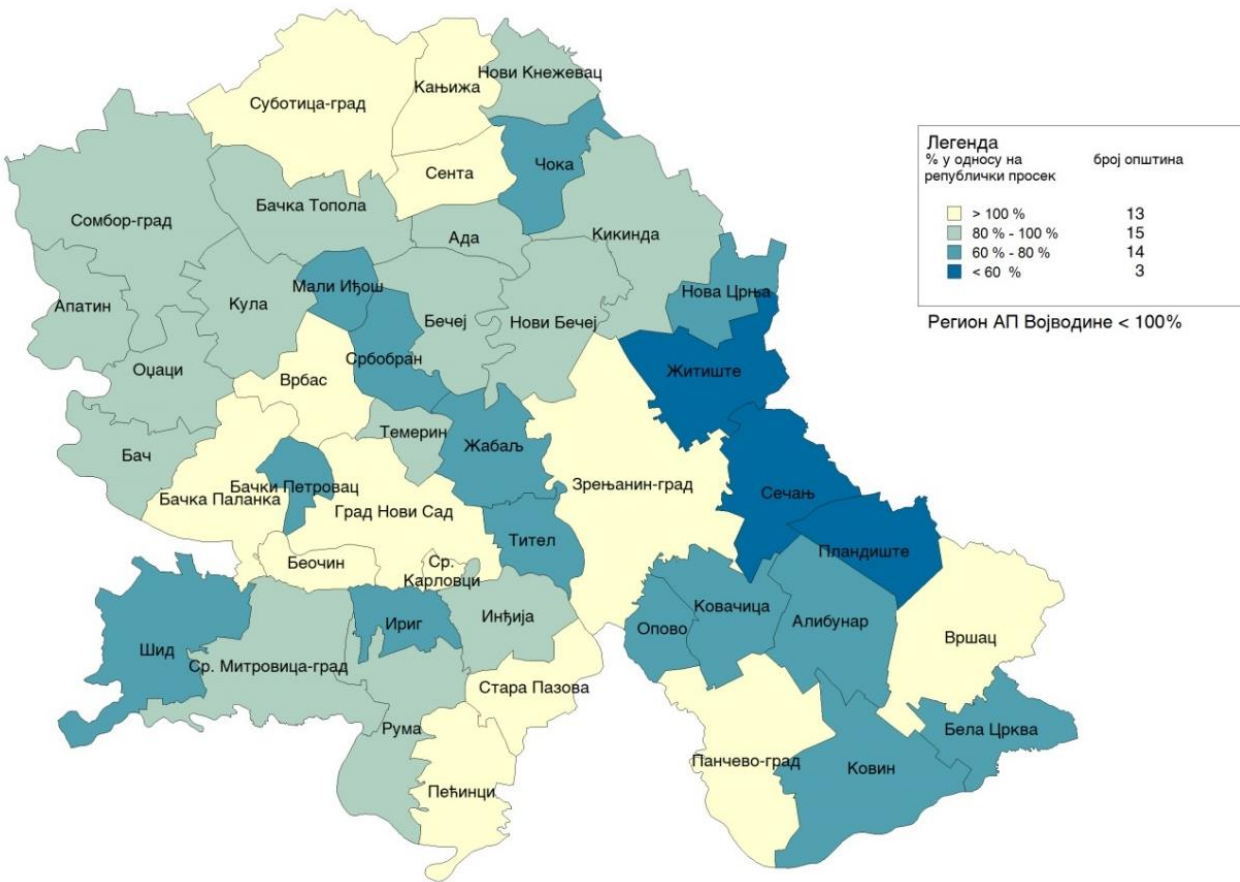 Суботица-град
Кањижа
Нови Кнежевац
Чока
Сента
Сомбор-град
Бачка Топола
Ада
Кикинда
Апатин
Кула
Мали Иђош
Бечеј
Нови Бечеј
Нова Црња
Оџаци
Врбас
Србобран
Житиште
Бач
Темерин
Жабаљ
Бачка Паланка
Бачки Петровац
Град Нови Сад
Зрењанин-град
Сечањ
Беочин
Ср.
Карловци
Тител
Пландиште
Шид
Ср. Митровица-град
Ириг
Инђија
Опово
Ковачица
Алибунар
Вршац
Стара Пазова
Рума
Пећинци
Панчево-град
Ковин
Бела Црква
Легенда
% у односу на број општина
републички просек
> 100 % 13
80 % - 100 % 15
60 % - 80 % 14
< 60 % 3
Регион АП Војводине < 100%